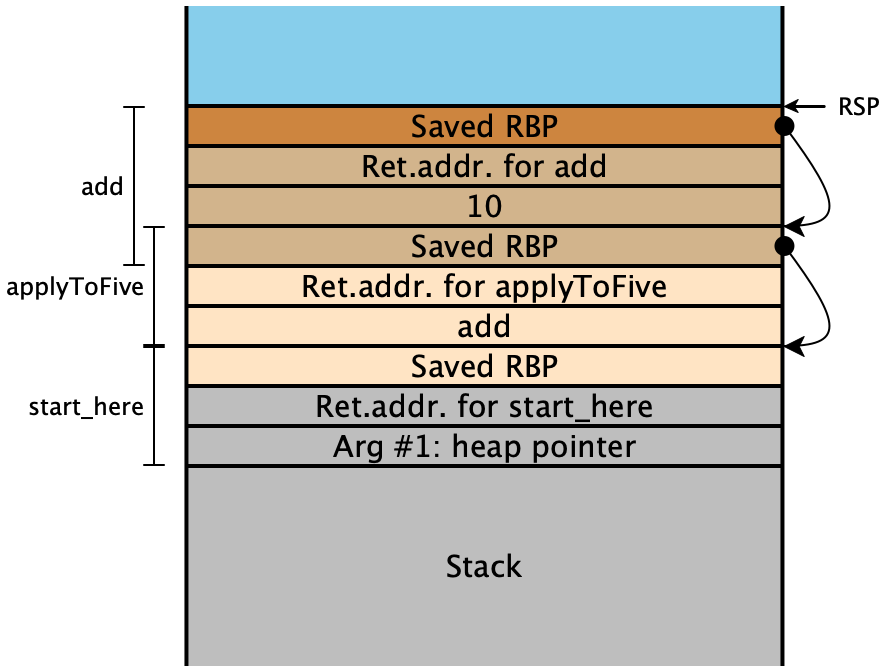 RSP
Saved RBP
Ret.addr. for add
add
10
Saved RBP
applyToFive
Ret.addr. for applyToFive
add
Saved RBP
start_here
Ret.addr. for start_here
Arg #1: heap pointer
Stack